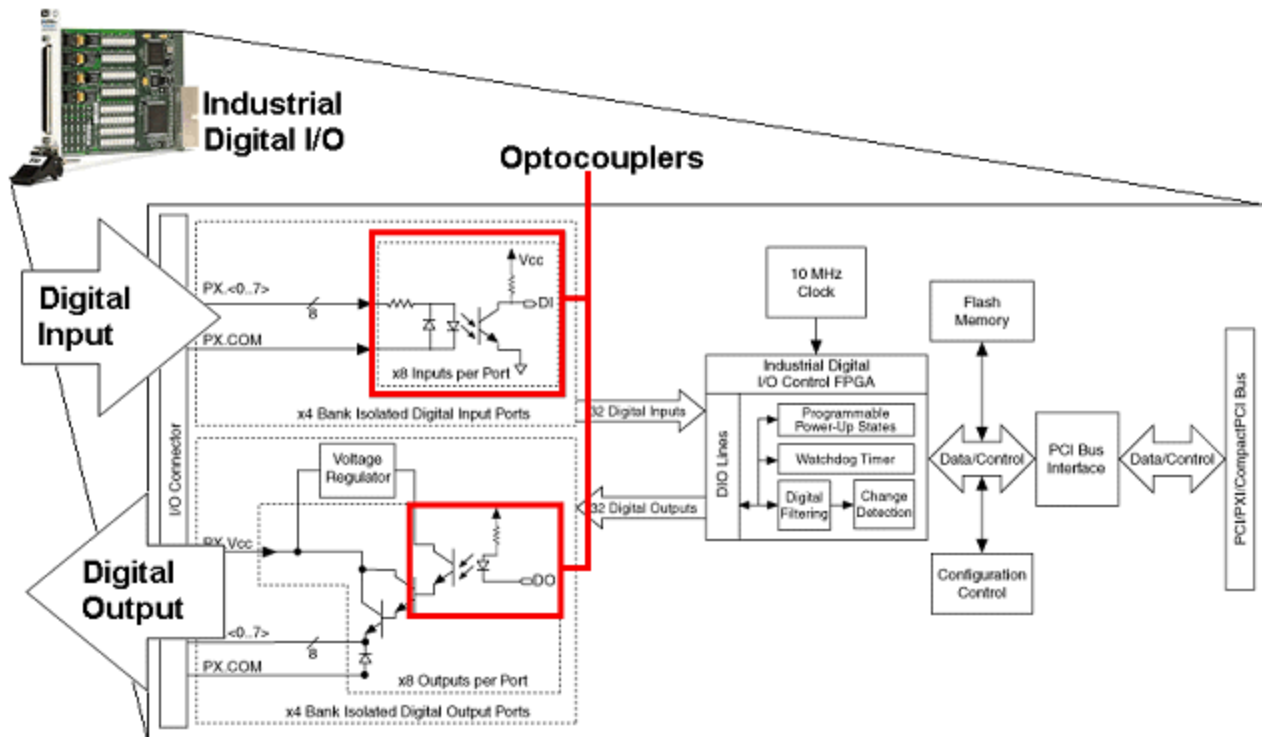 Industrial
Digital I/O
Optocouplers
Digital
Input
I/O Connector
PX.<0..7>
8
PX.COM
Vcc
DI
x8 Inputs per Port
x4 Bank Isolated Digital Input Ports
Voltage
Regulator
PX.Vcc
DO
Digital
Output
.<0..7>
8
PX.COM
x8 Outputs per Port
x4 Bank Isolated Digital Output Ports
32 Digital Inputs
32 Digital Outputs
10 MHz
Clock
Industrial Digital
I/O Control FPGA
DIO Lines
Programmable
Power-Up States
Watchdog Timer
Digital
Filtering
Change
Detection
Flash
Memory
Data/Control
Configuration
Control
PCI Bus
Interface
Data/Control
PCI/PXI/CompactPCI Bus